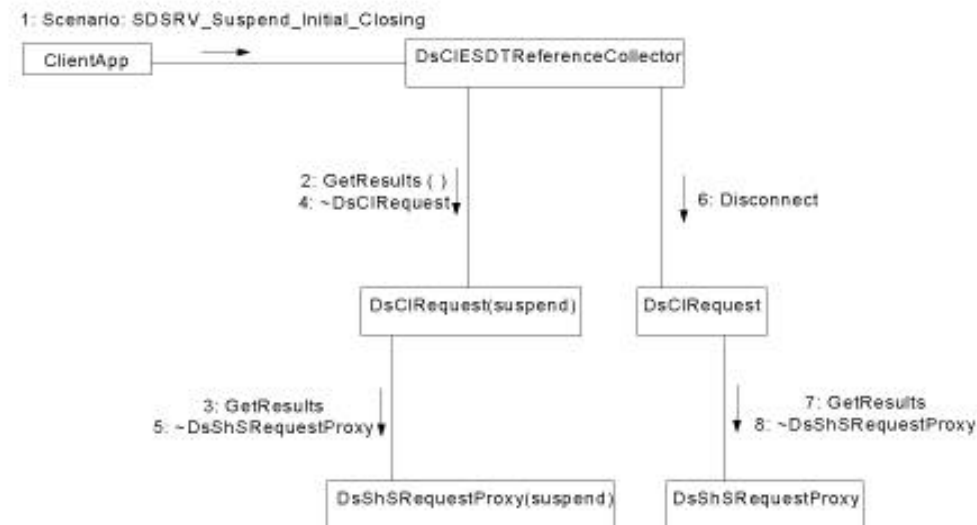 1: Scenario: SDSRV_Suspend_Initial_Closing
ClientApp
DsClESDTReferenceCollector
2: GetResults ( )
4: ~DsClRequest
6: Disconnect
DsClRequest(suspend)
DsClRequest
3: GetResults
5: ~DsShSRequestProxy
7: GetResults
8: ~DsShSRequestProxy
DsShSRequestProxy(suspend)
DsShSRequestProxy